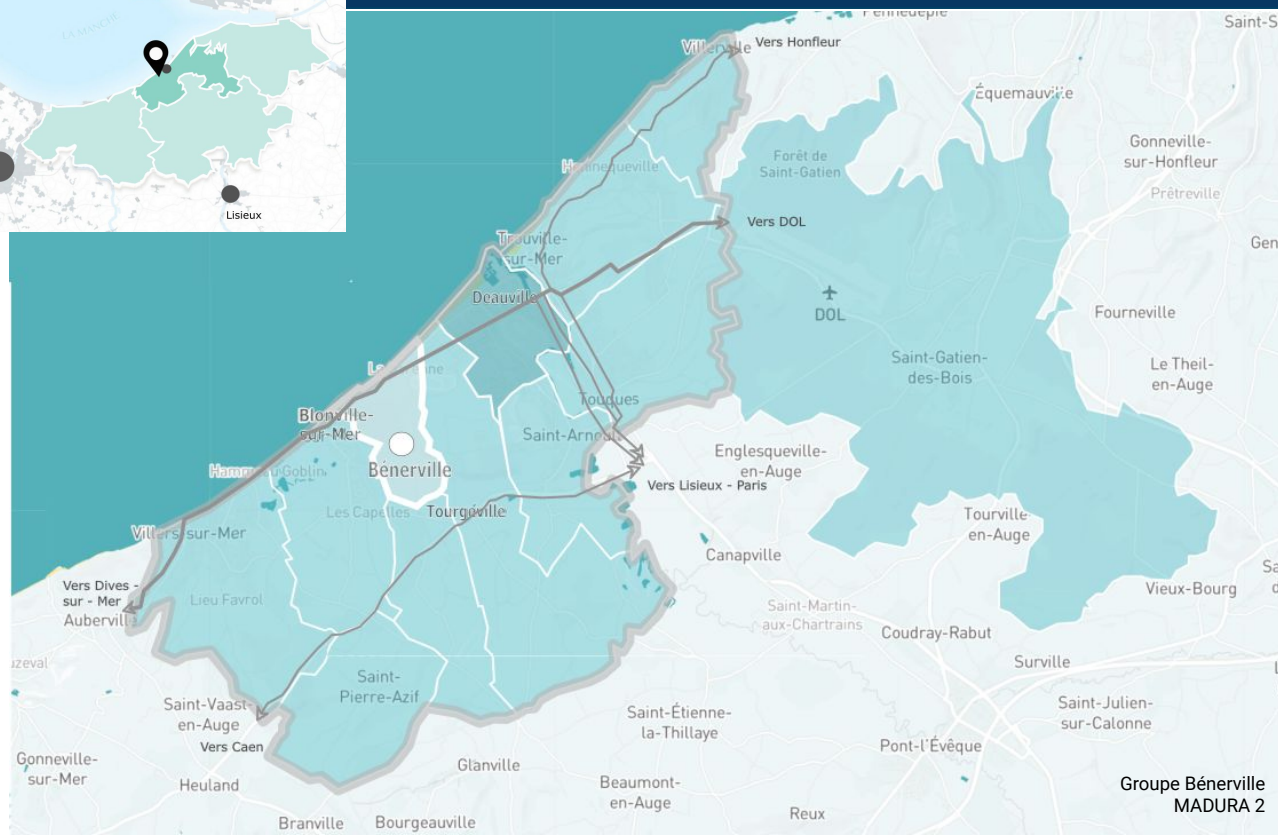 LA MANCHE
Lisieux
Pennedepie
Saint-S
Villerville
Vers Honfleur
Équemauville
Gonneville-
sur-Honfleur
Prêtreville
Forêt de
Saint-Gatien
Hennequeville
Vers DOL
Trouville-
sur-Mer
Gen
Deauville
DOL
Fourneville
Saint-Gatien-
des-Bois
Le Theil-
en-Auge
Touques
Blonville-
sur-Mer
Saint-Arnoult
Bénerville
Englesqueville-
en-Auge
Hameau Goblin
Vers Lisieux - Paris
Les Capelles
Tourgéville
Tourville-
en-Auge
Villers-sur-Mer
Canapville
Sa
d
Vers Dives -
sur - Mer
Auberville
Lieu Favrol
Vieux-Bourg
Saint-Martin-
aux-Chartrains
Coudray-Rabut
uzeval
Surville
Saint-
Pierre-Azif
Saint-Vaast-
en-Auge
Saint-Étienne-
la-Thillaye
Saint-Julien-
sur-Calonne
Vers Caen
Pont-l'Évêque
Gonneville-
sur-Mer
Glanville
Heuland
Beaumont-
en-Auge
Reux
Branville
Bourgeauville
Groupe Bénerville
MADURA 2